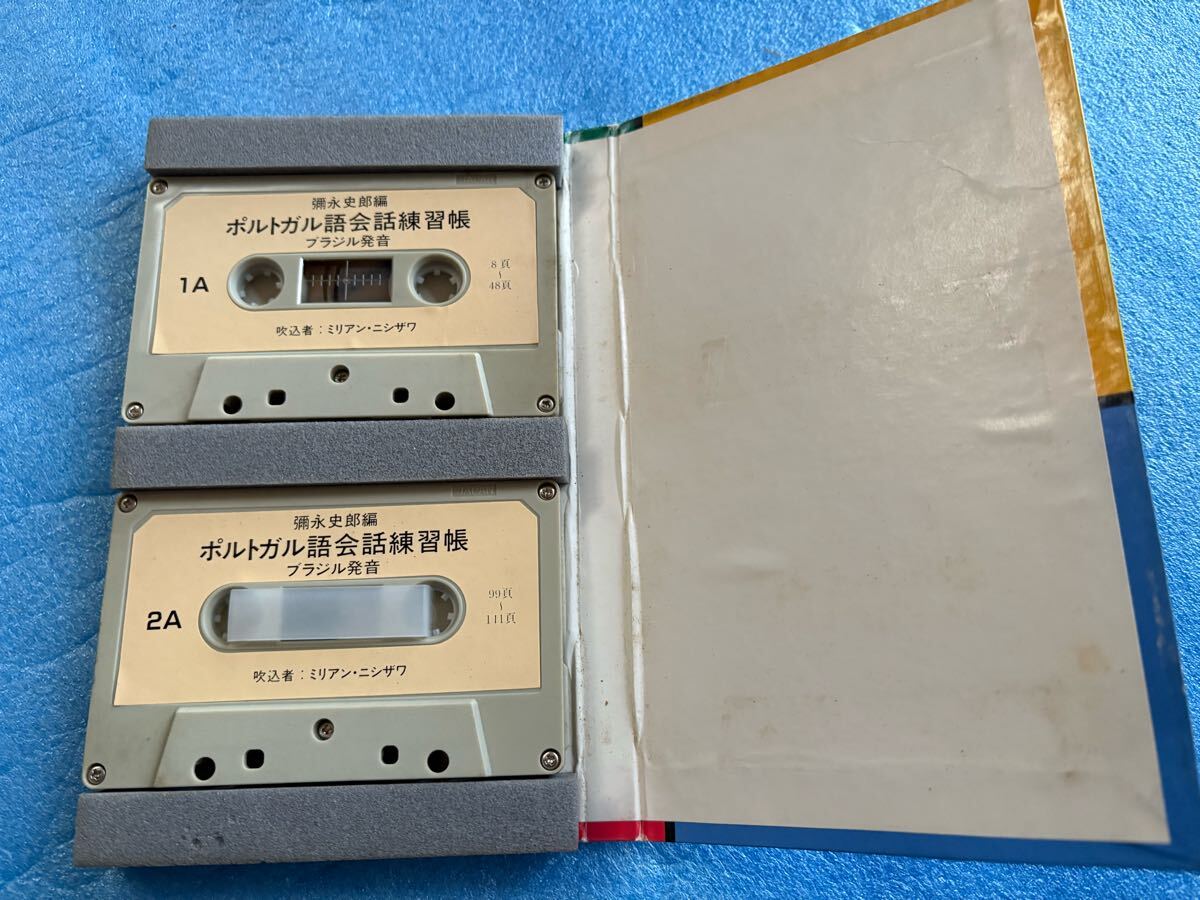 JAPAN
彌永史郎編
ポルトガル語会話練習帳
ブラジル発音
1A
8頁
~
48頁
吹込者：ミリアン・ニシザワ
JAPAN
彌永史郎編
ポルトガル語会話練習帳
ブラジル発音
2A
99頁
~
141頁
吹込者：ミリアン・ニシザワ